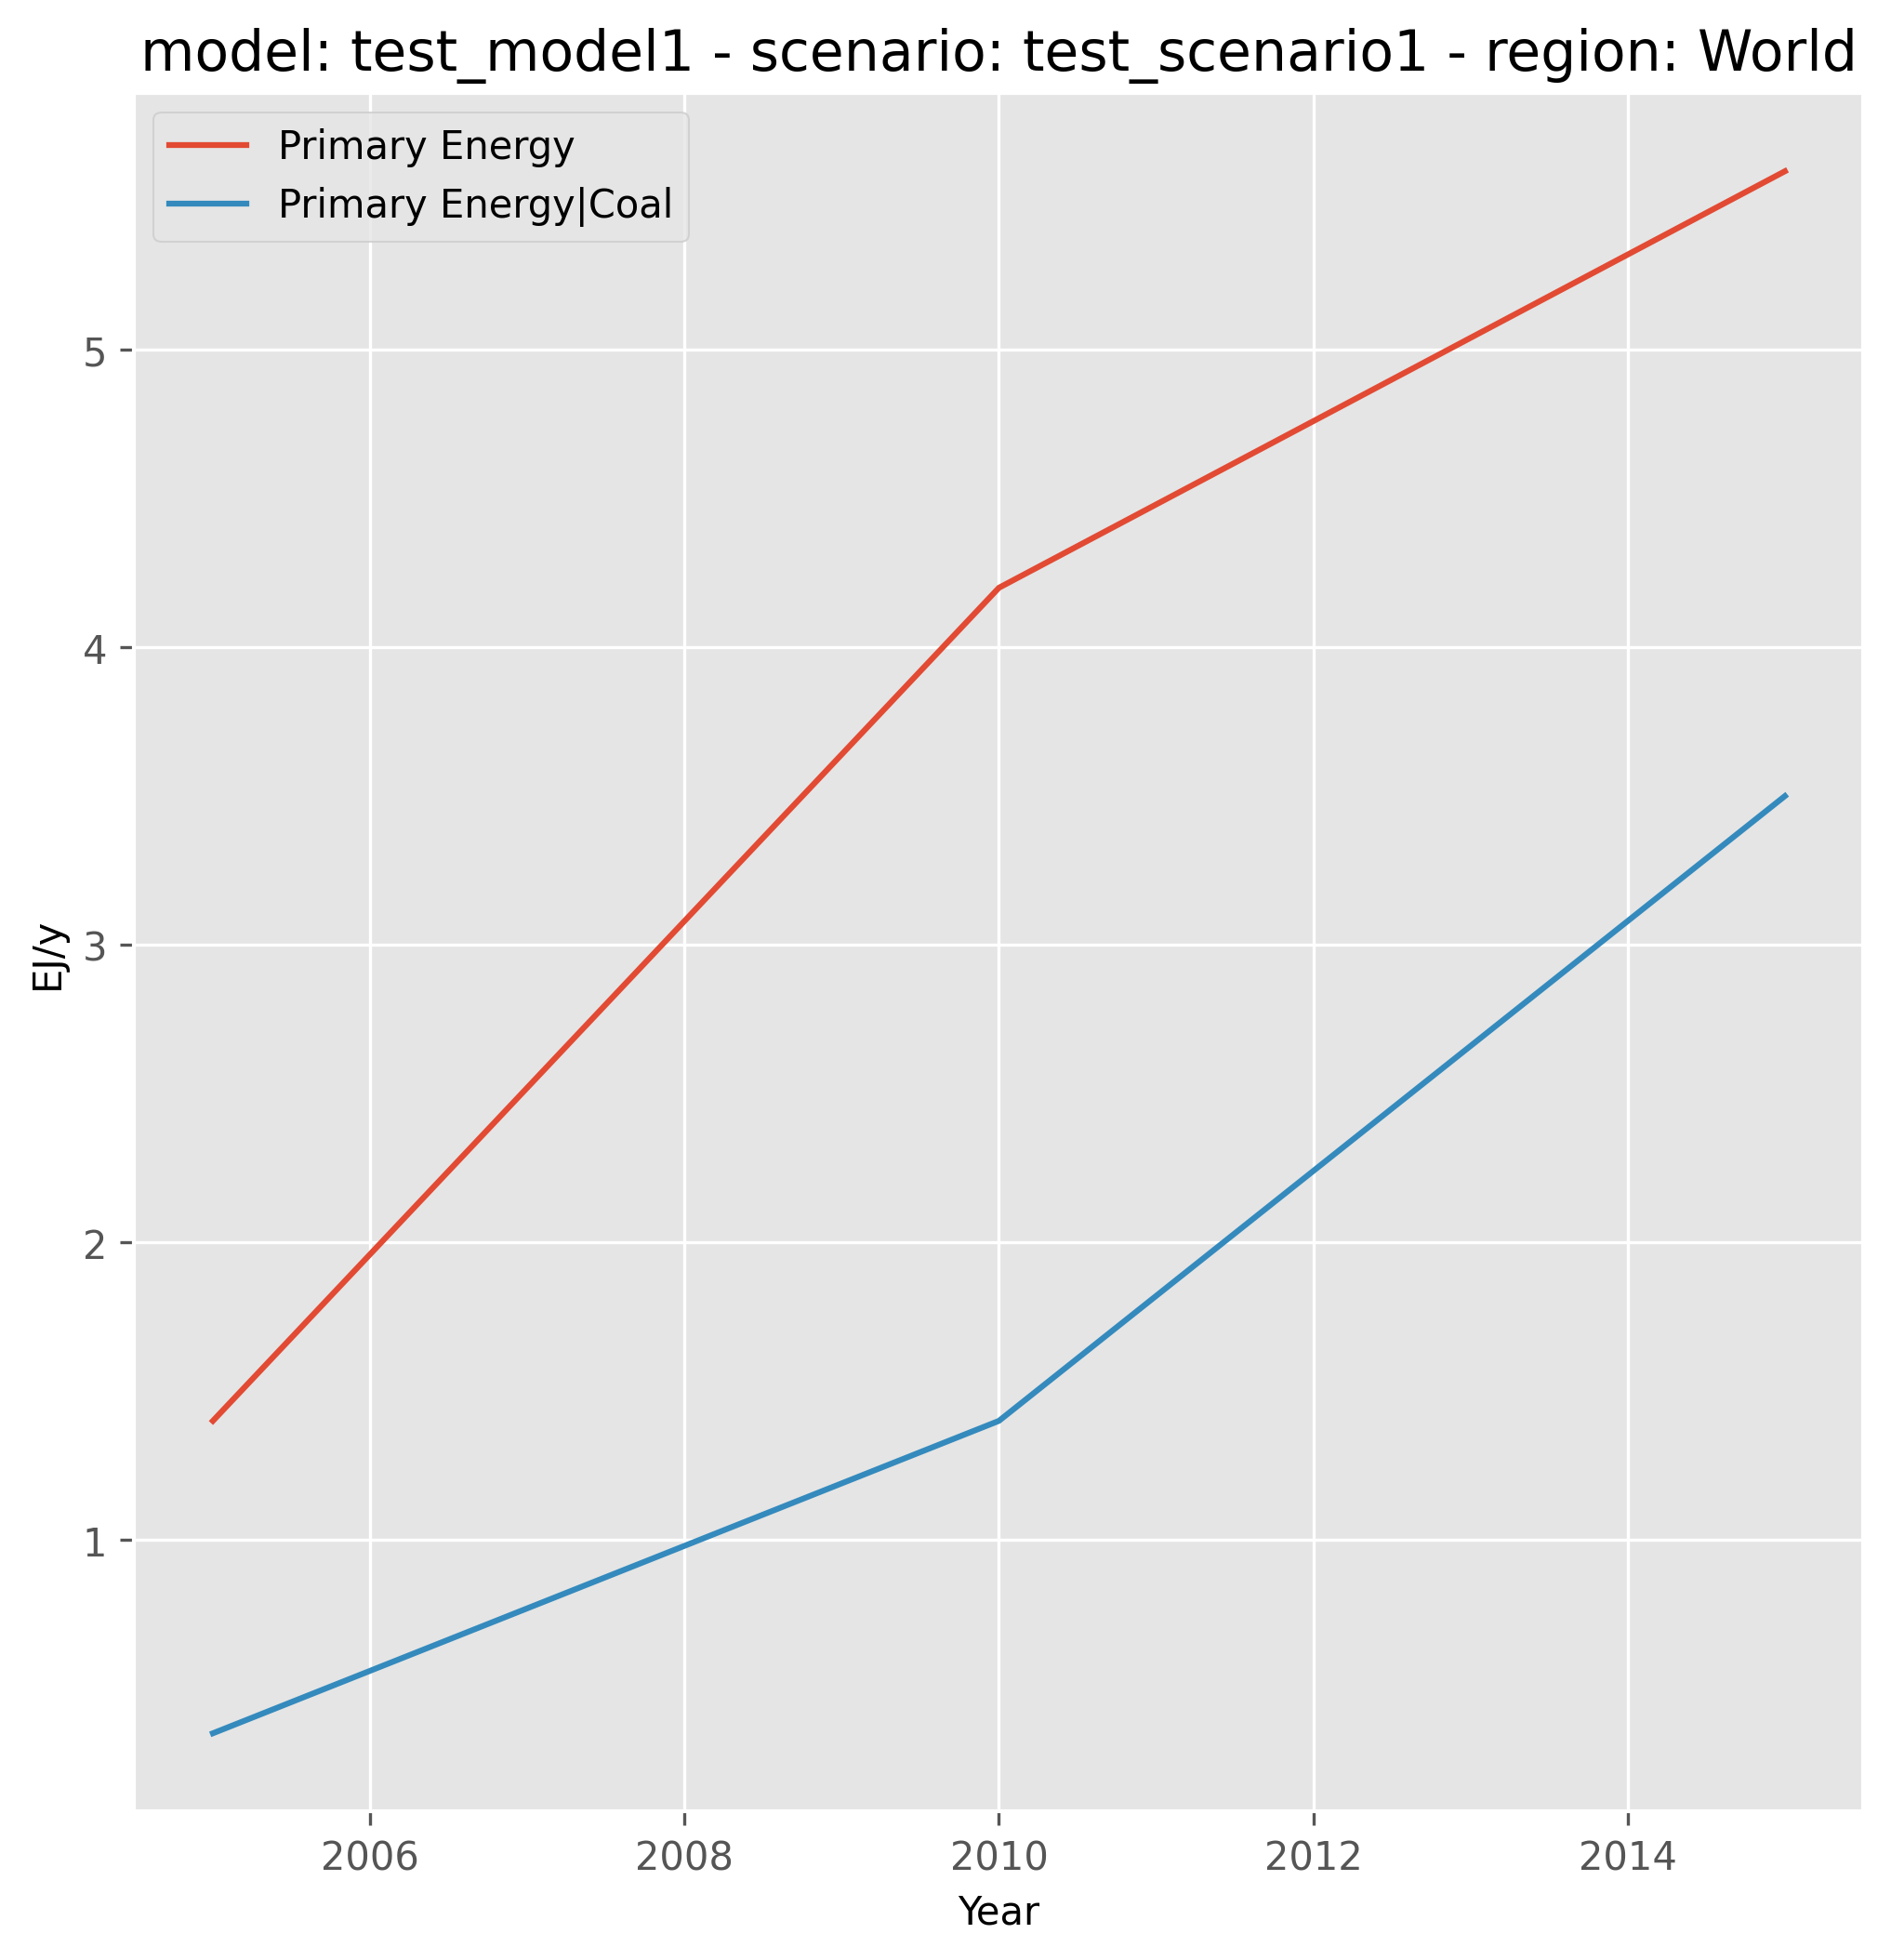 model: test_model1 - scenario: test_scenario1 - region: World
Primary Energy
Primary Energy|Coal
5
4
3
2
1
EJ/y
2006 2008 2010 2012 2014
Year